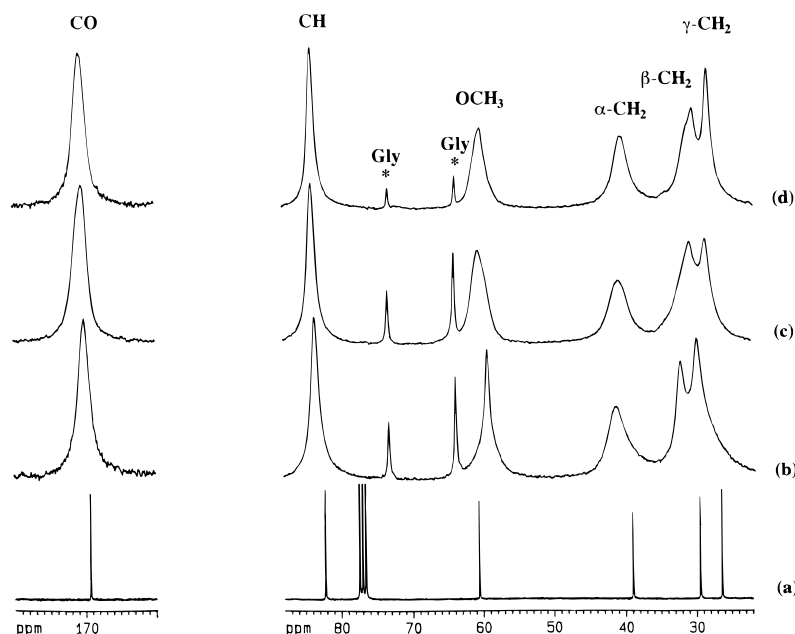 CO
CH
γ-CH₂
β-CH₂
OCH₃
α-CH₂
Gly
*
Gly
*
(d)
(c)
(b)
(a)
ppm 170
ppm 80 70 60 50 40 30